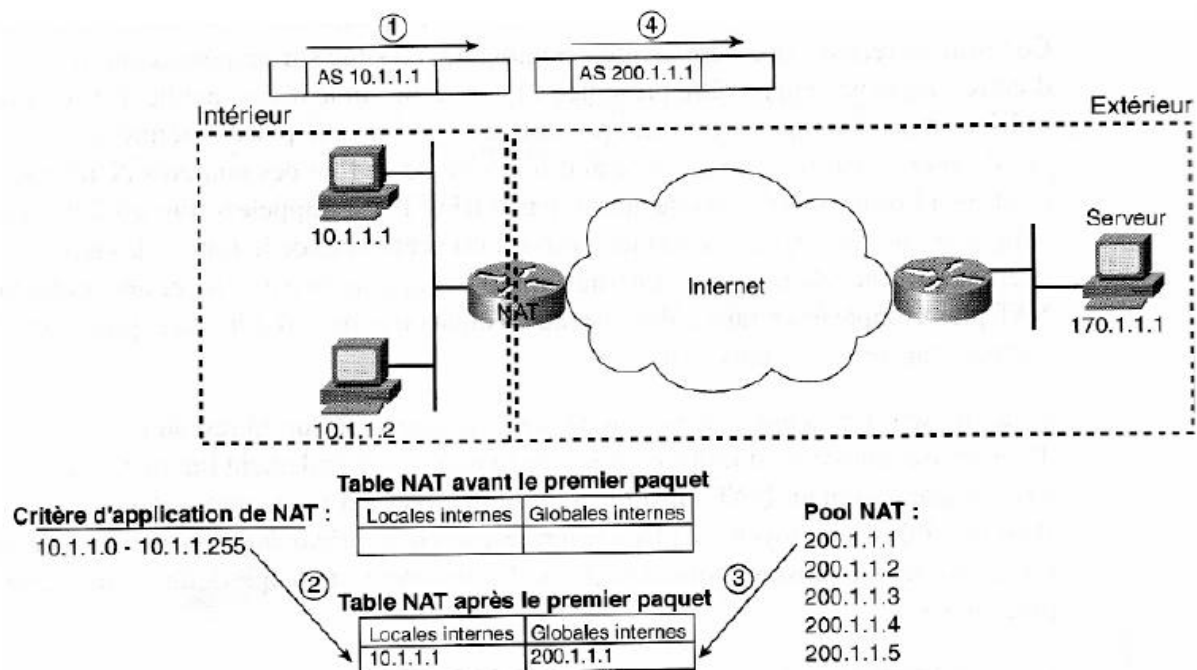 ① ④
AS 10.1.1.1 AS 200.1.1.1
Intérieur Extérieur
10.1.1.1
Serveur
Internet
NAT
170.1.1.1
10.1.1.2
Table NAT avant le premier paquet
Critère d'application de NAT :
Locales internes Globales internes
Pool NAT :
10.1.1.0 - 10.1.1.255
200.1.1.1
200.1.1.2
② ③
200.1.1.3
Table NAT après le premier paquet
200.1.1.4
Locales internes Globales internes
200.1.1.5
10.1.1.1 200.1.1.1